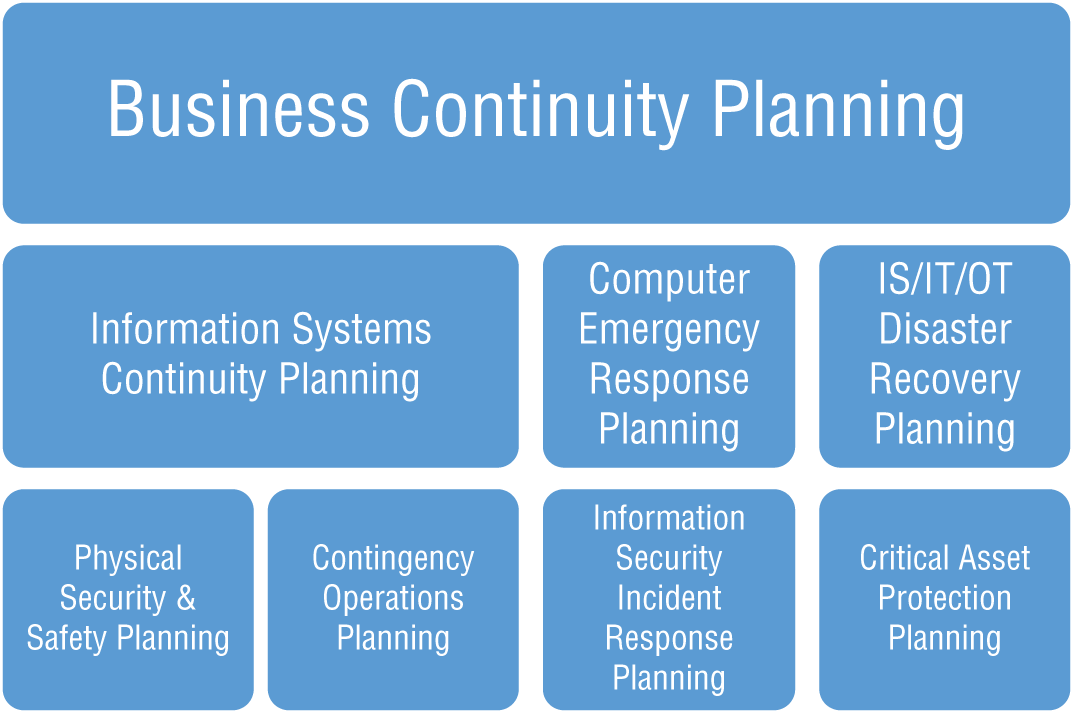 Business Continuity Planning
Information Systems
Continuity Planning
Computer
Emergency
Response
Planning
IS/IT/OT
Disaster
Recovery
Planning
Physical
Security &
Safety Planning
Contingency
Operations
Planning
Information
Security
Incident
Response
Planning
Critical Asset
Protection
Planning